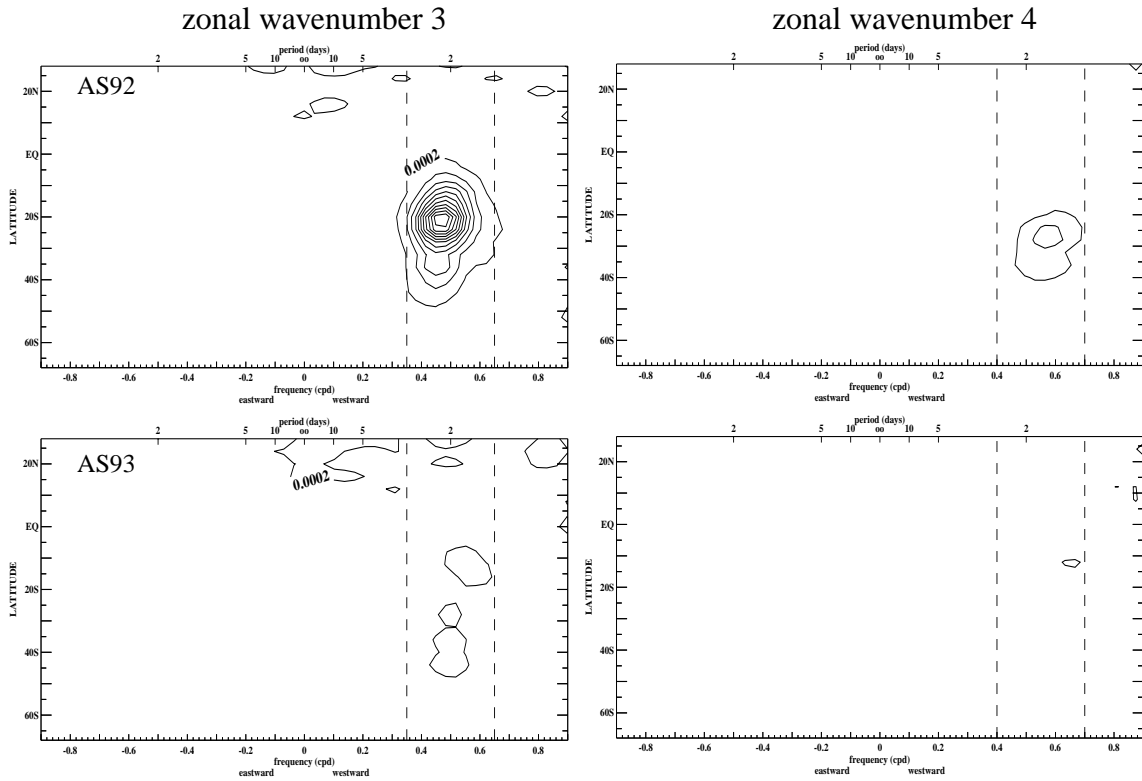 zonal wavenumber 3
zonal wavenumber 4
period (days)
2 5 10 oo 10 5 2
AS92
20N
EQ
20S
40S
60S
LATITUDE
0.0002
-0.8 -0.6 -0.4 -0.2 0 0.2 0.4 0.6 0.8
frequency (cpd)
eastward westward
period (days)
2 5 10 oo 10 5 2
20N
EQ
20S
40S
60S
LATITUDE
-0.8 -0.6 -0.4 -0.2 0 0.2 0.4 0.6 0.8
frequency (cpd)
eastward westward
period (days)
2 5 10 oo 10 5 2
AS93
20N
EQ
20S
40S
60S
LATITUDE
0.0002
-0.8 -0.6 -0.4 -0.2 0 0.2 0.4 0.6 0.8
frequency (cpd)
eastward westward
period (days)
2 5 10 oo 10 5 2
20N
EQ
20S
40S
60S
LATITUDE
-0.8 -0.6 -0.4 -0.2 0 0.2 0.4 0.6 0.8
frequency (cpd)
eastward westward